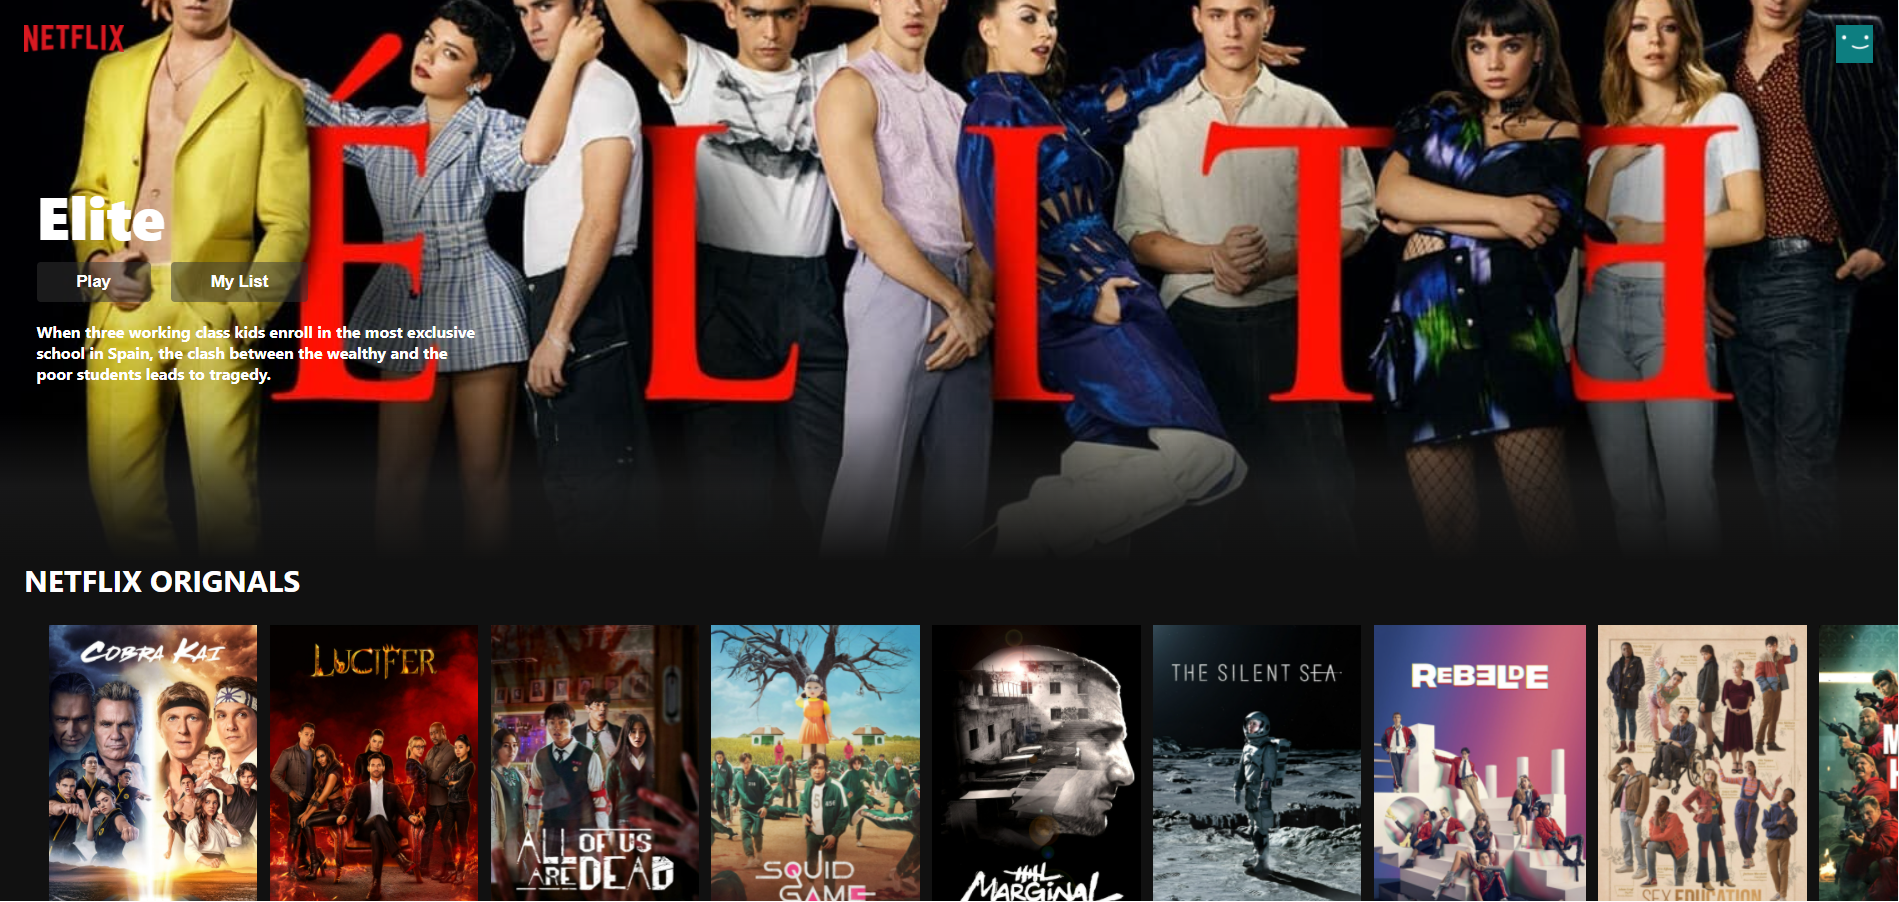 NETFLIX
ÉLITE
Elite
Play
My List
When three working class kids enroll in the most exclusive
school in Spain, the clash between the wealthy and the
poor students leads to tragedy.
NETFLIX ORIGNALS
COBRA KAI
LUCIFER
ALL OF US
ARE DEAD
SQUID
GAME
MARGINAL
THE SILENT SEA
REBELDE
SEX EDUCATION
M
H